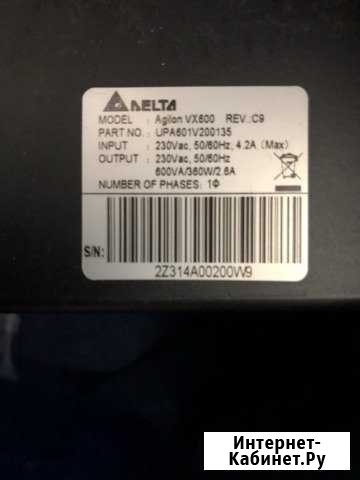 DELTA
MODEL : Agilon VX600 REV.:C9
PART NO. : UPA601V200135
INPUT : 230Vac, 50/60Hz, 4.2A (Max)
OUTPUT : 230Vac, 50/60Hz
600VA/360W/2.6A
NUMBER OF PHASES: 1Φ
S/N:
2Z314A00200W9
Интернет-
Кабинет.Ру